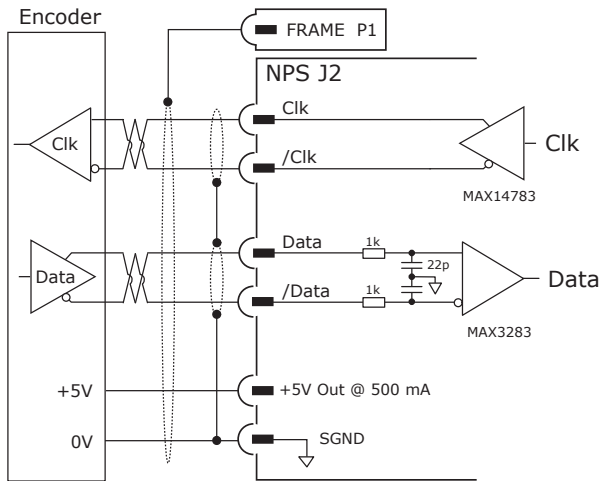 Encoder
FRAME P1
NPS J2
Clk
Clk
/Clk
Clk
MAX14783
Data
Data
1k
22p
/Data
1k
Data
MAX3283
+5V
+5V Out @ 500 mA
0V
SGND